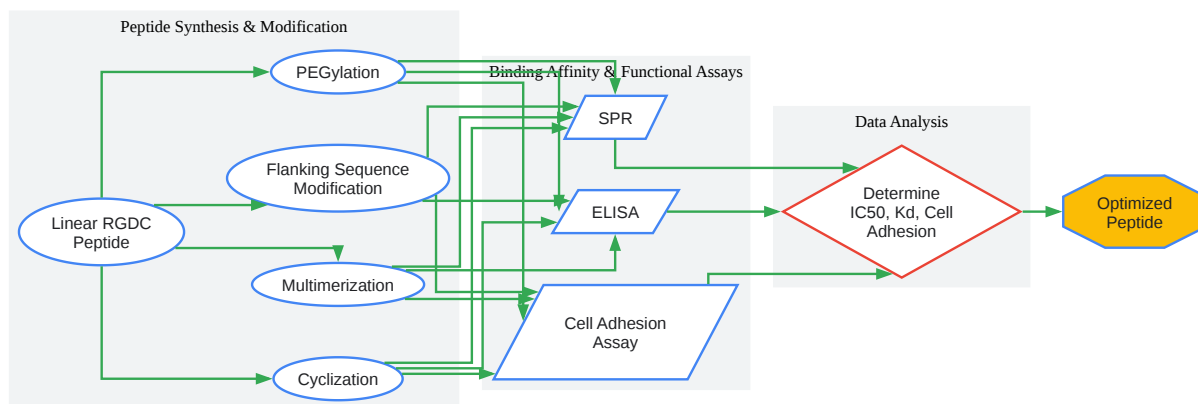 Peptide Synthesis & Modification
PEGylation
Flanking Sequence
Modification
Linear RGDC
Peptide
Multimerization
Cyclization
Binding Affinity & Functional Assays
SPR
ELISA
Cell Adhesion
Assay
Data Analysis
Determine
IC50, Kd, Cell
Adhesion
Optimized
Peptide